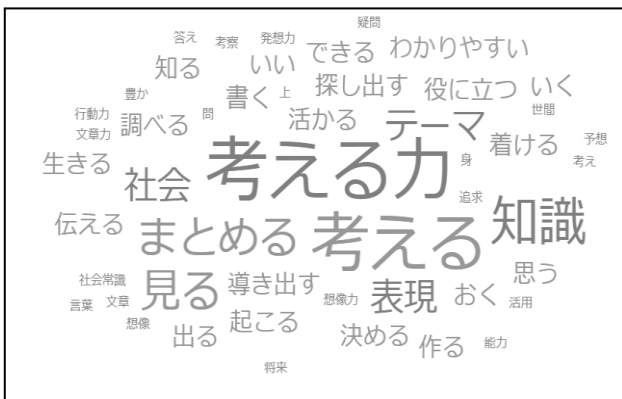 疑問
答え 考察 発想力 できる わかりやすい
知る いい 探し出す 役に立つ いく
豊か 書く 上 世間
行動力 調べる 問 活かる テーマ 着ける 予想
文章力
生きる 社会 考える力 身 考え
追求
伝える まとめる 考える 知識
社会常識 見る 導き出す 想像力 表現 おく 思う
言葉 文章 活用
想像 出る 起こる 決める 作る 能力
将来